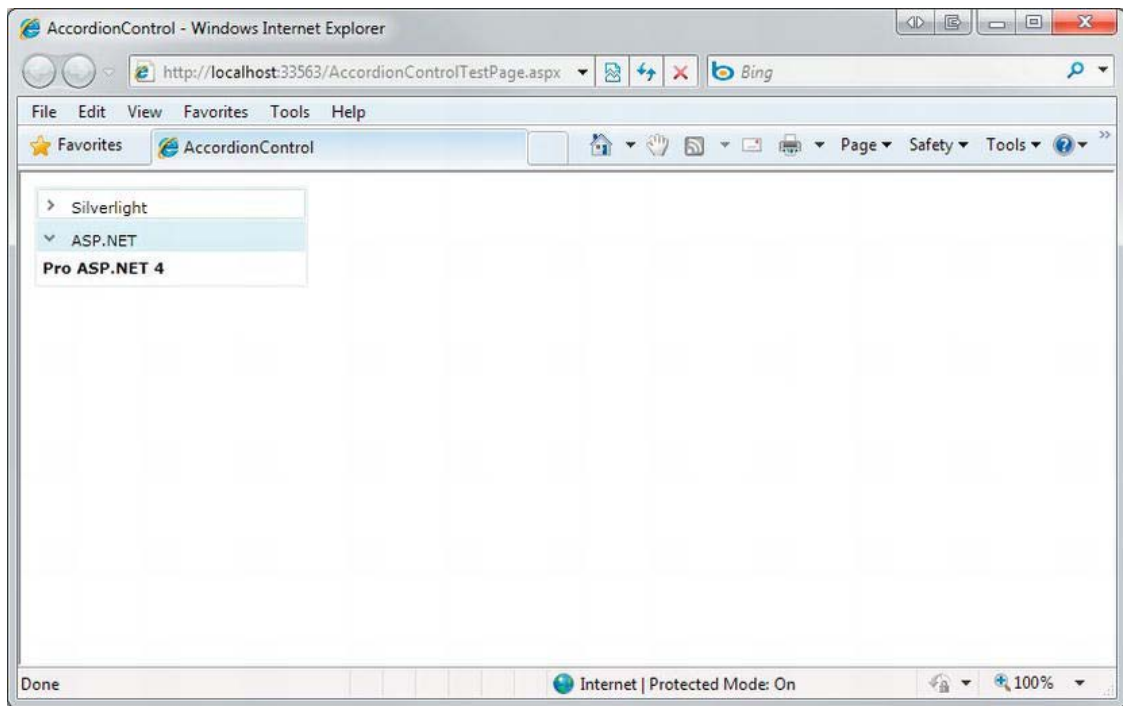 AccordionControl - Windows Internet Explorer
http://localhost:33563/AccordionControlTestPage.aspx
Bing
File Edit View Favorites Tools Help
Favorites AccordionControl Page Safety Tools
Silverlight
ASP.NET
Pro ASP.NET 4
Done Internet | Protected Mode: On 100%